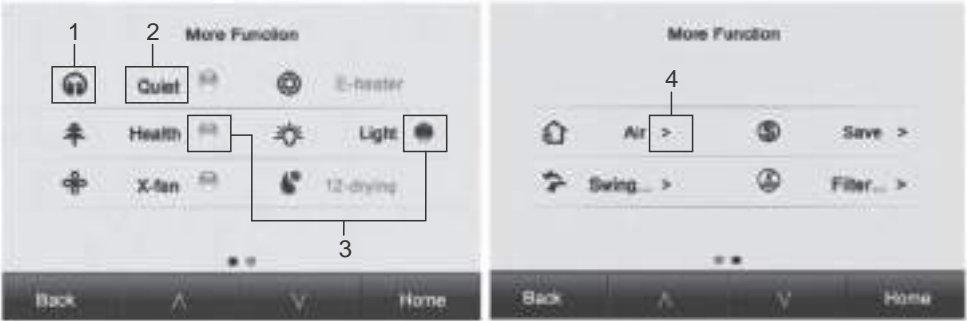 1 2
More Function
Quiet E-heater
Health Light
X-fan 12-drying
3
Back Home
More Function
4
Air > Save >
Swing... > Filter... >
Back Home